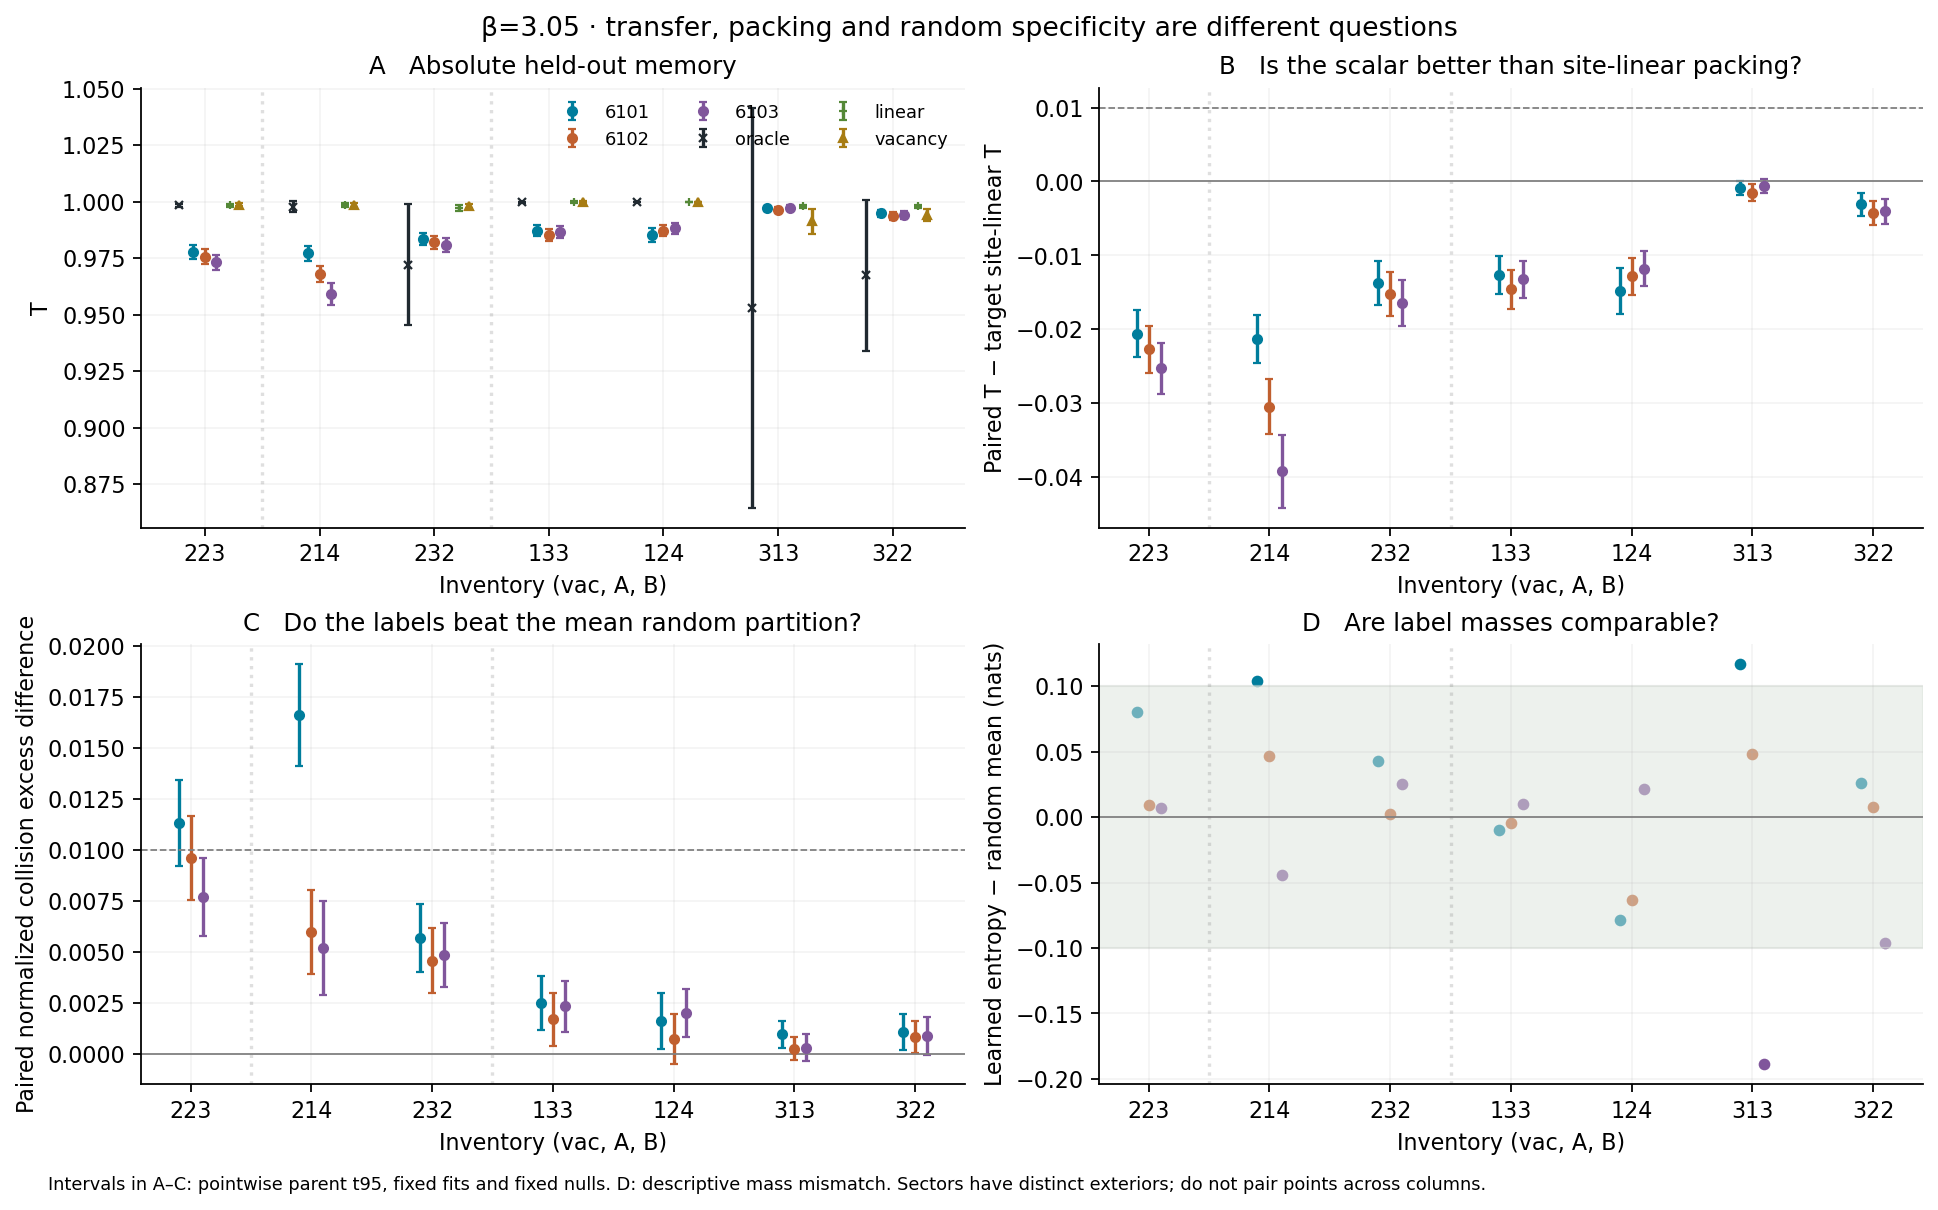 β=3.05 · transfer, packing and random specificity are different questions
A Absolute held-out memory
1.050
1.025
1.000
0.975
0.950
0.925
0.900
0.875
T
6101
6102
6103
oracle
linear
vacancy
223 214 232 133 124 313 322
Inventory (vac, A, B)
B Is the scalar better than site-linear packing?
0.01
0.00
−0.01
−0.02
−0.03
−0.04
Paired T − target site-linear T
223 214 232 133 124 313 322
Inventory (vac, A, B)
C Do the labels beat the mean random partition?
0.0200
0.0175
0.0150
0.0125
0.0100
0.0075
0.0050
0.0025
0.0000
Paired normalized collision excess difference
223 214 232 133 124 313 322
Inventory (vac, A, B)
D Are label masses comparable?
0.10
0.05
0.00
−0.05
−0.10
−0.15
−0.20
Learned entropy − random mean (nats)
223 214 232 133 124 313 322
Inventory (vac, A, B)
Intervals in A–C: pointwise parent t95, fixed fits and fixed nulls. D: descriptive mass mismatch. Sectors have distinct exteriors; do not pair points across columns.